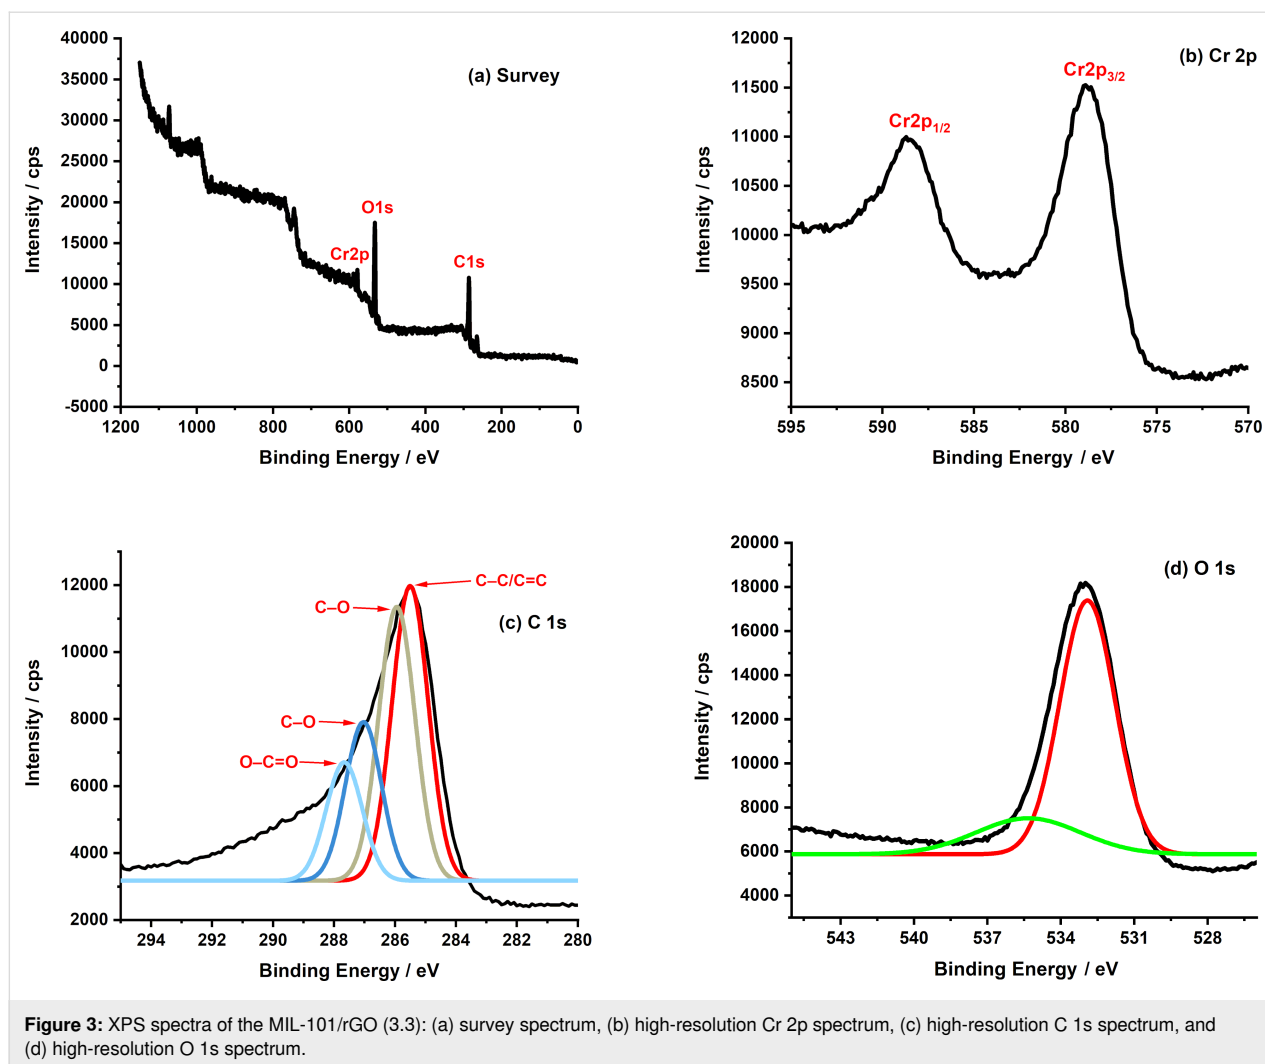 (a) Survey
40000
35000
30000
25000
20000
15000
10000
5000
0
-5000
Intensity / cps
O1s
Cr2p
C1s
1200 1000 800 600 400 200 0
Binding Energy / eV
(b) Cr 2p
12000
11500
11000
10500
10000
9500
9000
8500
Intensity / cps
Cr2p3/2
Cr2p1/2
595 590 585 580 575 570
Binding Energy / eV
(c) C 1s
12000
10000
8000
6000
4000
2000
Intensity / cps
C–C/C=C
C–O
C–O
O–C=O
294 292 290 288 286 284 282 280
Binding Energy / eV
(d) O 1s
20000
18000
16000
14000
12000
10000
8000
6000
4000
Intensity / cps
543 540 537 534 531 528
Binding Energy / eV
Figure 3: XPS spectra of the MIL-101/rGO (3.3): (a) survey spectrum, (b) high-resolution Cr 2p spectrum, (c) high-resolution C 1s spectrum, and
(d) high-resolution O 1s spectrum.